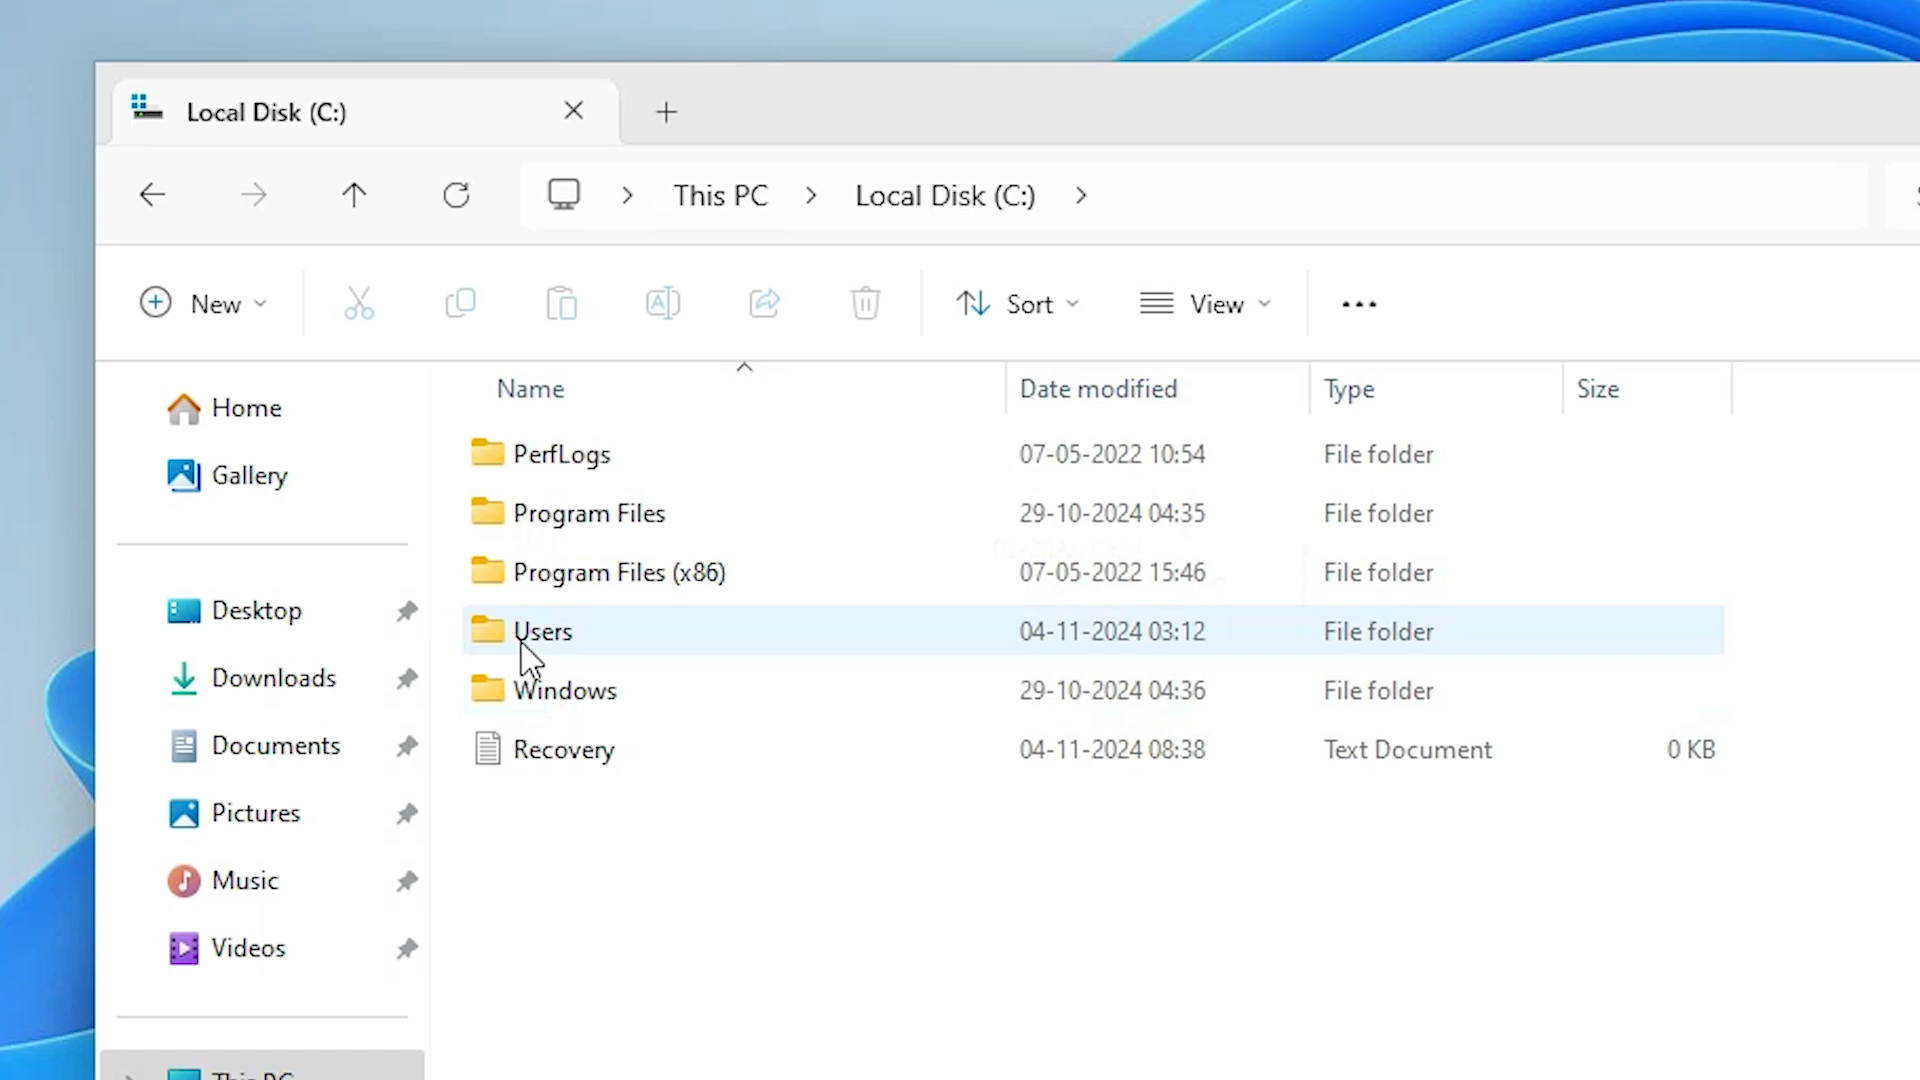 Local Disk (C:)
This PC
Local Disk (C:)
New
Sort
View
Name
Date modified
Type
Size
Home
Gallery
Desktop
Downloads
Documents
Pictures
Music
Videos
This PC
PerfLogs 07-05-2022 10:54 File folder
Program Files 29-10-2024 04:35 File folder
Program Files (x86) 07-05-2022 15:46 File folder
Users 04-11-2024 03:12 File folder
Windows 29-10-2024 04:36 File folder
Recovery 04-11-2024 08:38 Text Document 0 KB